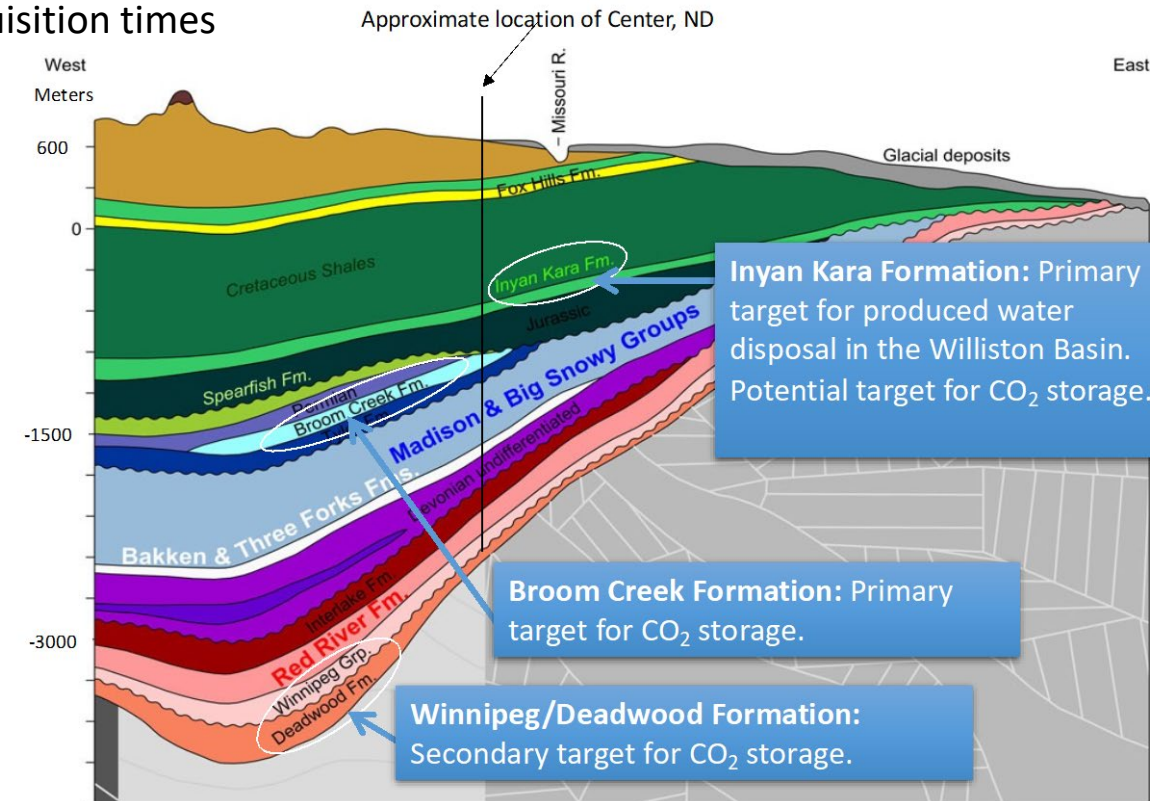 uisition times
Approximate location of Center, ND
West
Meters
Missouri R.
East
600
Glacial deposits
Fox Hills Fm.
0
Cretaceous Shales
Inyan Kara Fm.
Inyan Kara Formation: Primary
target for produced water
disposal in the Williston Basin.
Potential target for CO₂ storage.
Jurassic
Spearfish Fm.
Permian
Broom Creek Fm.
Fm.
-1500
Madison & Big Snowy Groups
Devonian undifferentiated
Bakken & Three Forks Fms.
Broom Creek Formation: Primary
target for CO₂ storage.
Interlake Fm.
-3000
Red River Fm.
Winnipeg Grp.
Deadwood Fm.
Winnipeg/Deadwood Formation:
Secondary target for CO₂ storage.